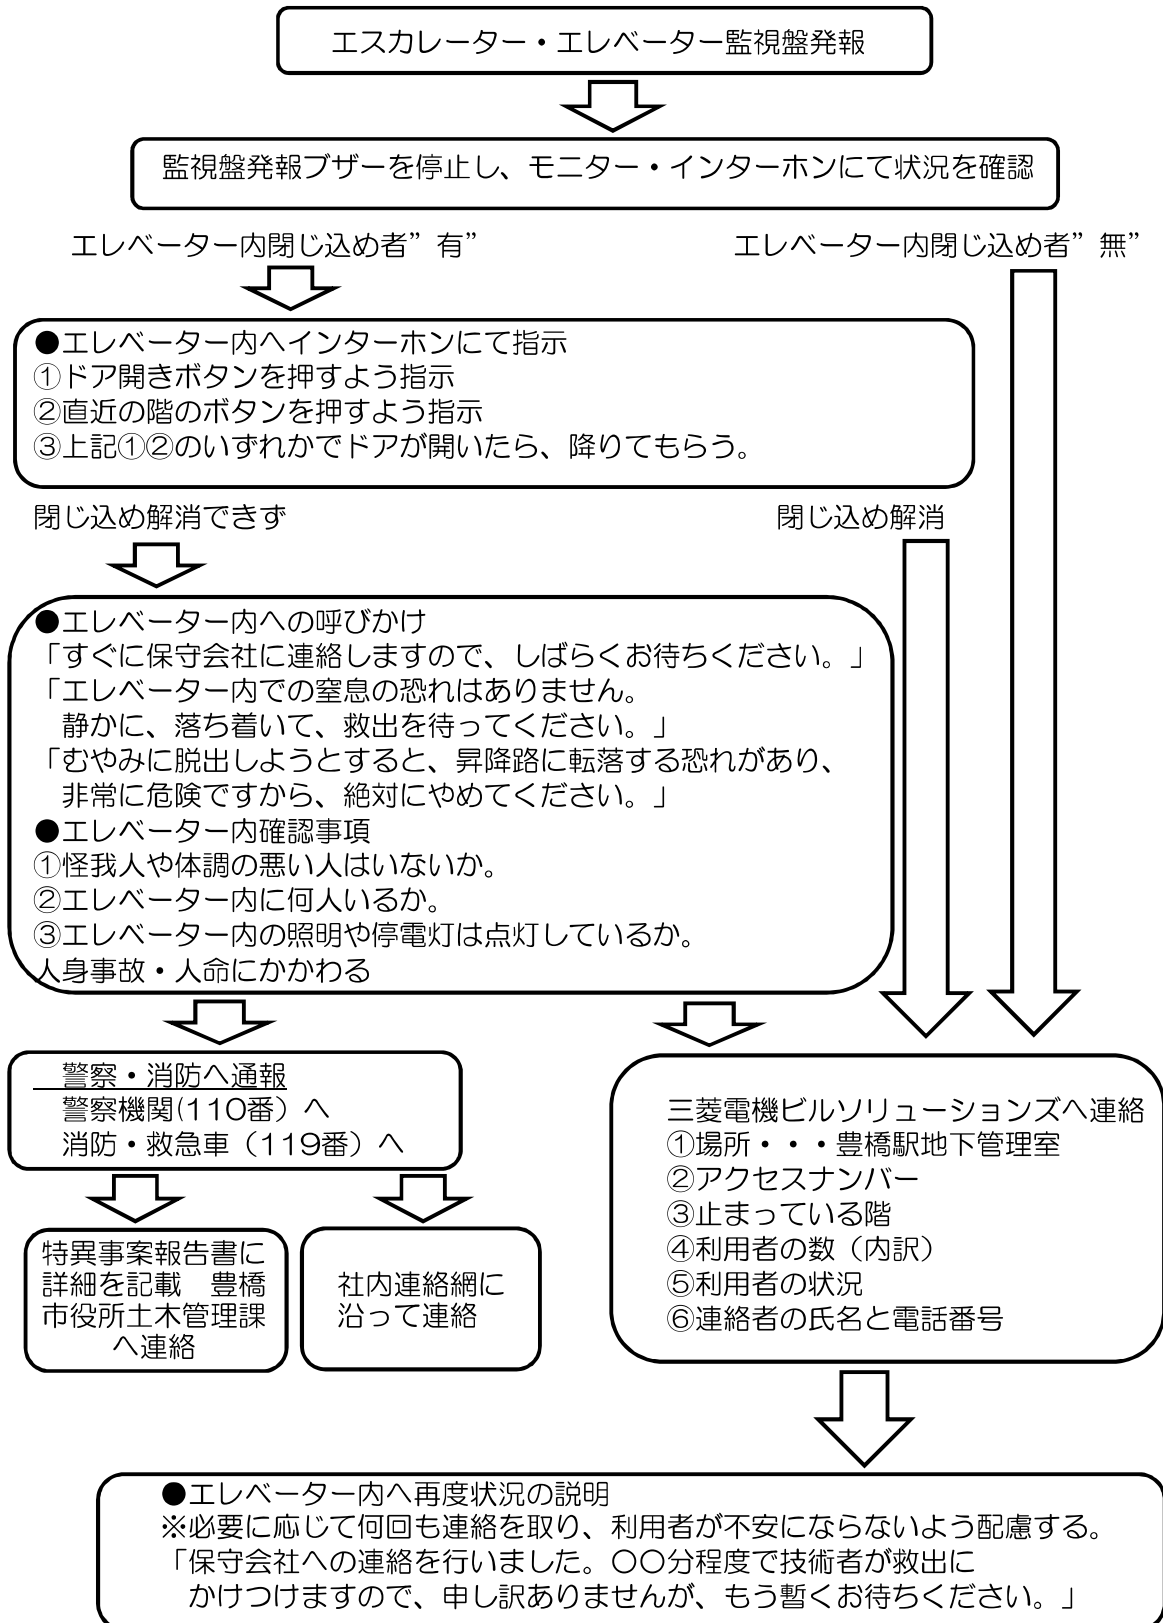 エスカレーター・エレベーター監視盤発報
監視盤発報ブザーを停止し、モニター・インターホンにて状況を確認
エレベーター内閉じ込め者”有”
エレベーター内閉じ込め者”無”
●エレベーター内へインターホンにて指示
①ドア開きボタンを押すよう指示
②直近の階のボタンを押すよう指示
③上記①②のいずれかでドアが開いたら、降りてもらう。
閉じ込め解消できず
閉じ込め解消
●エレベーター内への呼びかけ
「すぐに保守会社に連絡しますので、しばらくお待ちください。」
「エレベーター内での窒息の恐れはありません。
静かに、落ち着いて、救出を待ってください。」
「むやみに脱出しようとすると、昇降路に転落する恐れがあり、
非常に危険ですから、絶対にやめてください。」
●エレベーター内確認事項
①怪我人や体調の悪い人はいないか。
②エレベーター内に何人いるか。
③エレベーター内の照明や停電灯は点灯しているか。
人身事故・人命にかかわる
警察・消防へ通報
警察機関(110番）へ
消防・救急車（119番）へ
特異事案報告書に
詳細を記載　豊橋
市役所土木管理課
へ連絡
社内連絡網に
沿って連絡
三菱電機ビルソリューションズへ連絡
①場所・・・豊橋駅地下管理室
②アクセスナンバー
③止まっている階
④利用者の数（内訳）
⑤利用者の状況
⑥連絡者の氏名と電話番号
●エレベーター内へ再度状況の説明
※必要に応じて何回も連絡を取り、利用者が不安にならないよう配慮する。
「保守会社への連絡を行いました。〇〇分程度で技術者が救出に
かけつけますので、申し訳ありませんが、もう暫くお待ちください。」